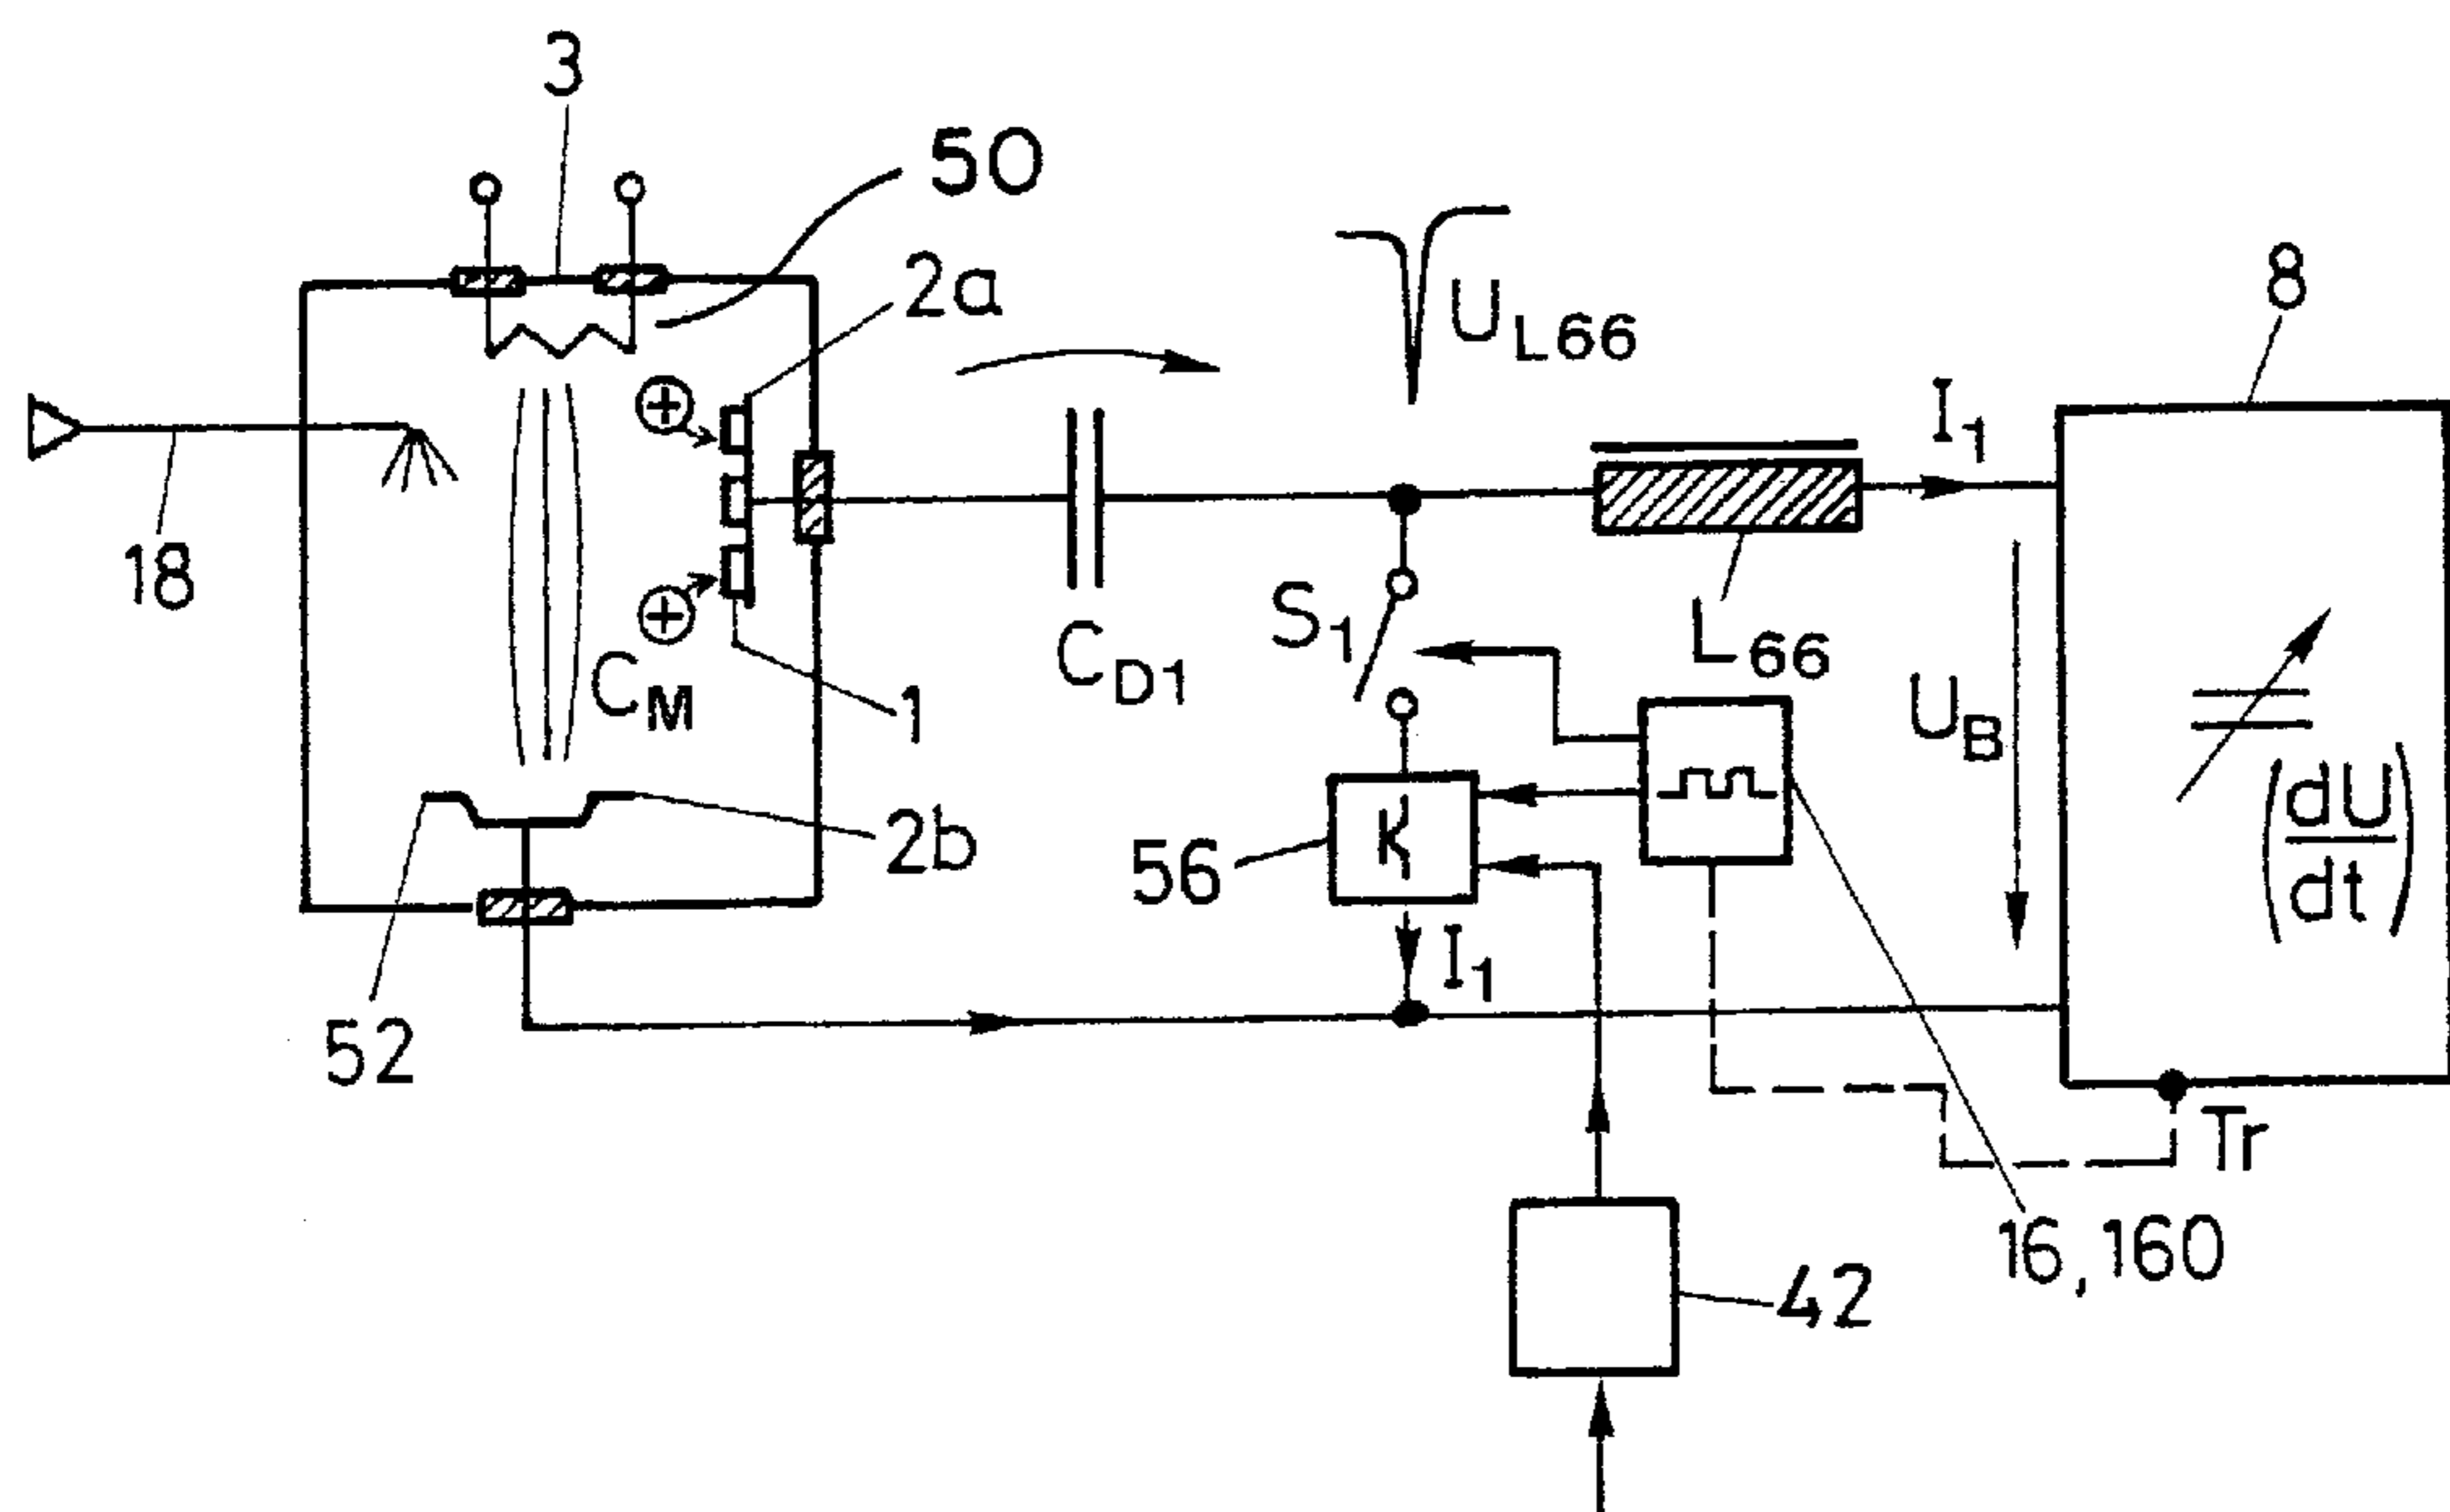 3
50
2a
U_L66
8
I_1
18
C_M
1
C_D1
S_1
L_66
U_B
(dU/dt)
2b
56
K
I_1
52
Tr
16,160
42